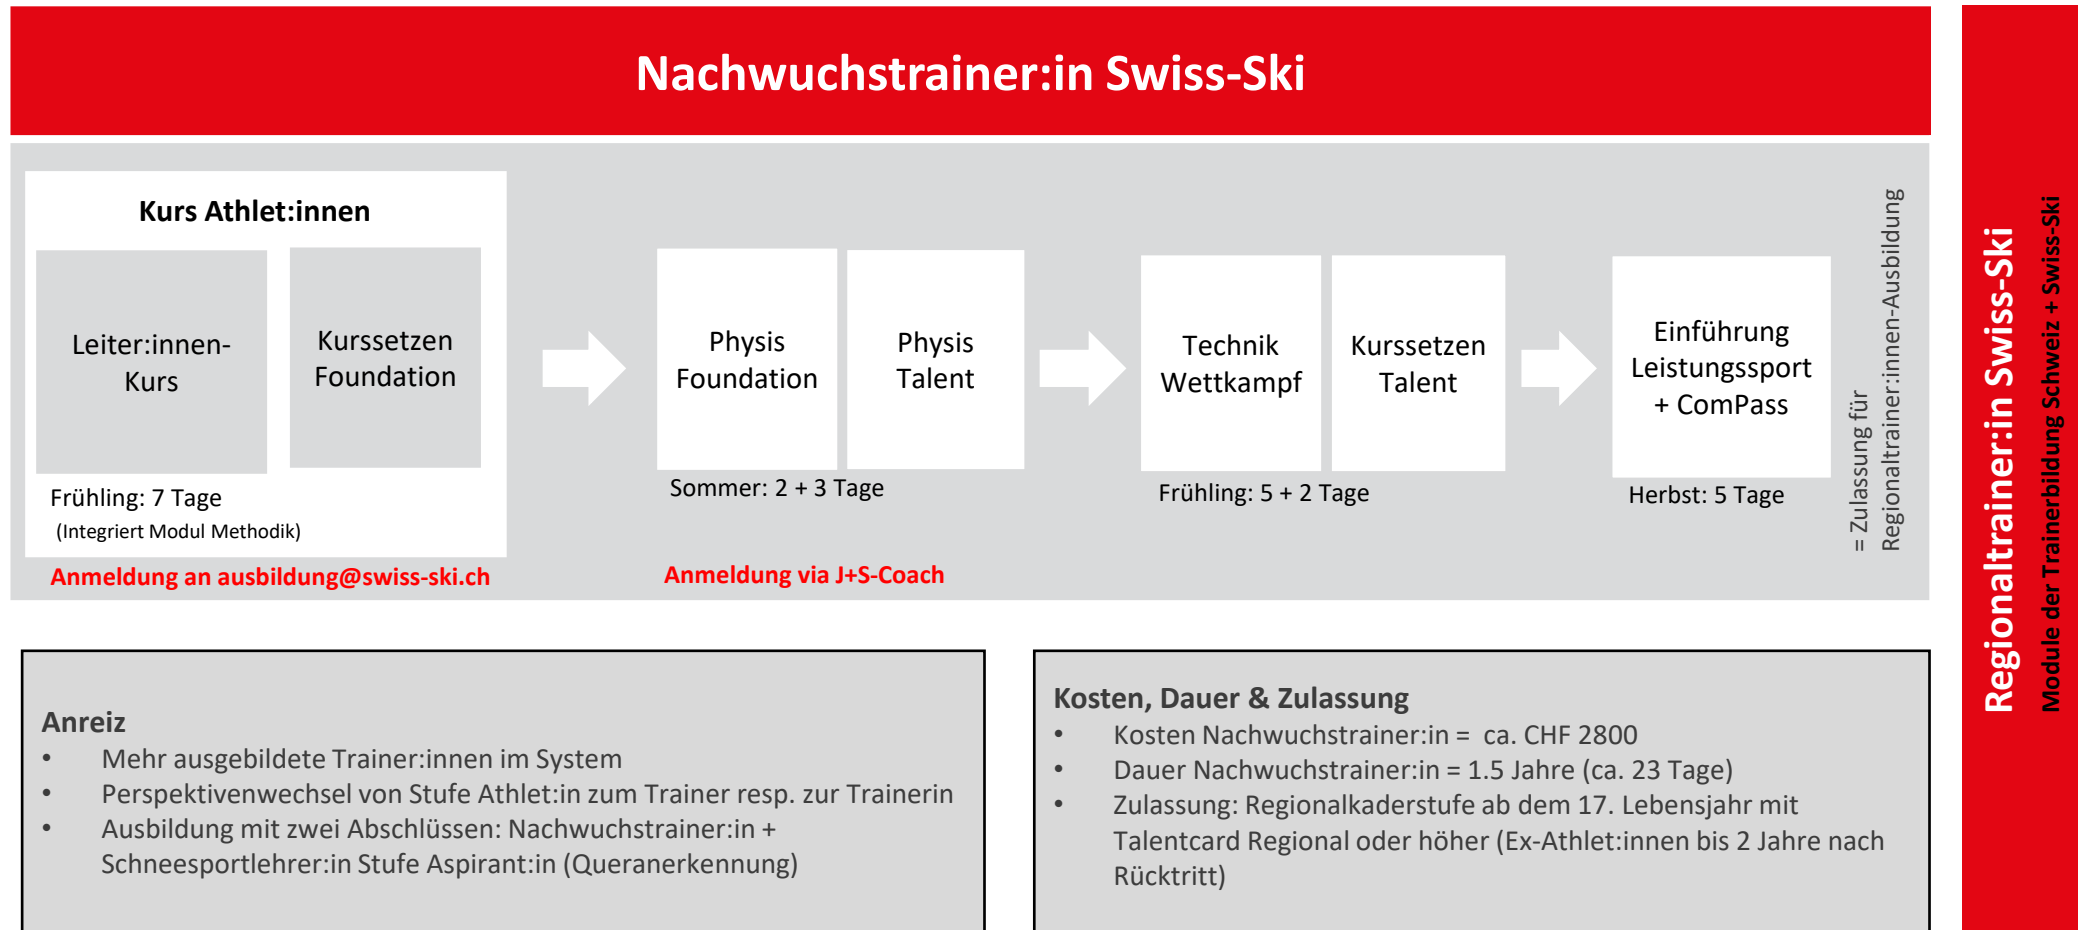 Nachwuchstrainer:in Swiss-Ski
Kurs Athlet:innen
Leiter:innen-
Kurs
Kurssetzen
Foundation
Frühling: 7 Tage
(Integriert Modul Methodik)
Anmeldung an ausbildung@swiss-ski.ch
Physis
Foundation
Physis
Talent
Sommer: 2 + 3 Tage
Anmeldung via J+S-Coach
Technik
Wettkampf
Kurssetzen
Talent
Frühling: 5 + 2 Tage
Einführung
Leistungssport
+ ComPass
Herbst: 5 Tage
= Zulassung für
Regionaltrainer:innen-Ausbildung
Regionaltrainer:in Swiss-Ski
Module der Trainerbildung Schweiz + Swiss-Ski
Anreiz
• Mehr ausgebildete Trainer:innen im System
• Perspektivenwechsel von Stufe Athlet:in zum Trainer resp. zur Trainerin
• Ausbildung mit zwei Abschlüssen: Nachwuchstrainer:in +
Schneesportlehrer:in Stufe Aspirant:in (Queranerkennung)
Kosten, Dauer & Zulassung
• Kosten Nachwuchstrainer:in = ca. CHF 2800
• Dauer Nachwuchstrainer:in = 1.5 Jahre (ca. 23 Tage)
• Zulassung: Regionalkaderstufe ab dem 17. Lebensjahr mit
Talentcard Regional oder höher (Ex-Athlet:innen bis 2 Jahre nach
Rücktritt)